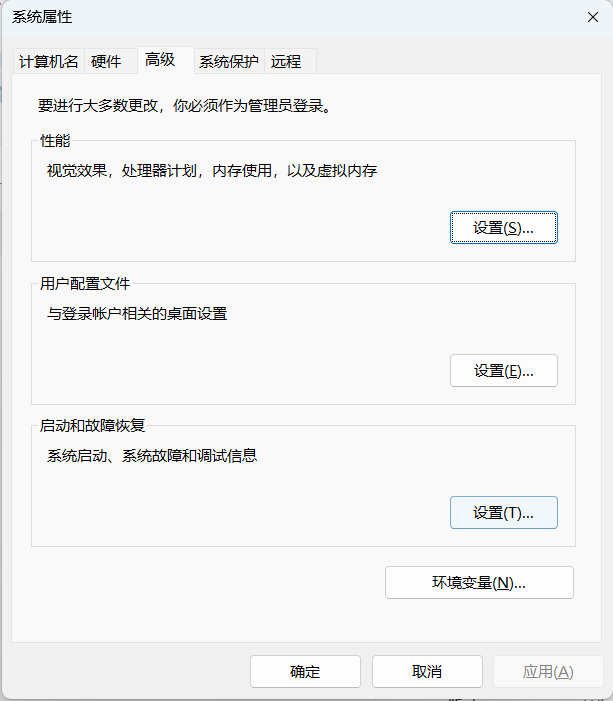 系统属性
计算机名 硬件 高级 系统保护 远程
要进行大多数更改，你必须作为管理员登录。
性能
视觉效果，处理器计划，内存使用，以及虚拟内存
设置(S)...
用户配置文件
与登录帐户相关的桌面设置
设置(E)...
启动和故障恢复
系统启动、系统故障和调试信息
设置(T)...
环境变量(N)...
确定 取消 应用(A)